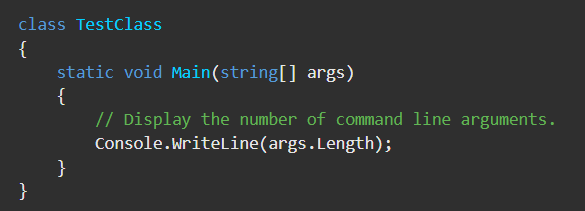 class TestClass
{
    static void Main(string[] args)
    {
        // Display the number of command line arguments.
        Console.WriteLine(args.Length);
    }
}